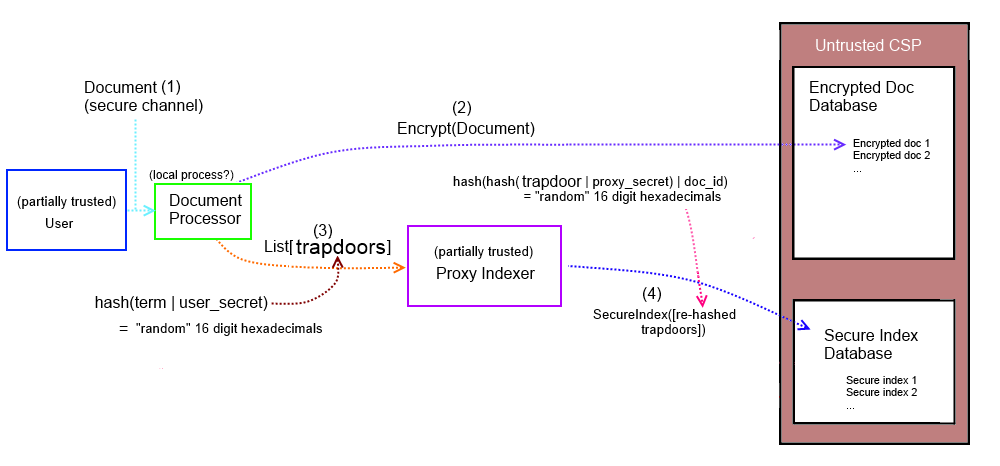 Untrusted CSP
Document (1)
(secure channel)
Encrypted Doc
Database
Encrypted doc 1
Encrypted doc 2
...
(2)
Encrypt(Document)
(local process?)
Document
Processor
(partially trusted)
User
hash(hash( trapdoor | proxy_secret) | doc_id)
= "random" 16 digit hexadecimals
(3)
List[trapdoors]
(partially trusted)
Proxy Indexer
hash(term | user_secret)
= "random" 16 digit hexadecimals
(4)
SecureIndex([re-hashed
trapdoors])
Secure Index
Database
Secure index 1
Secure index 2
...